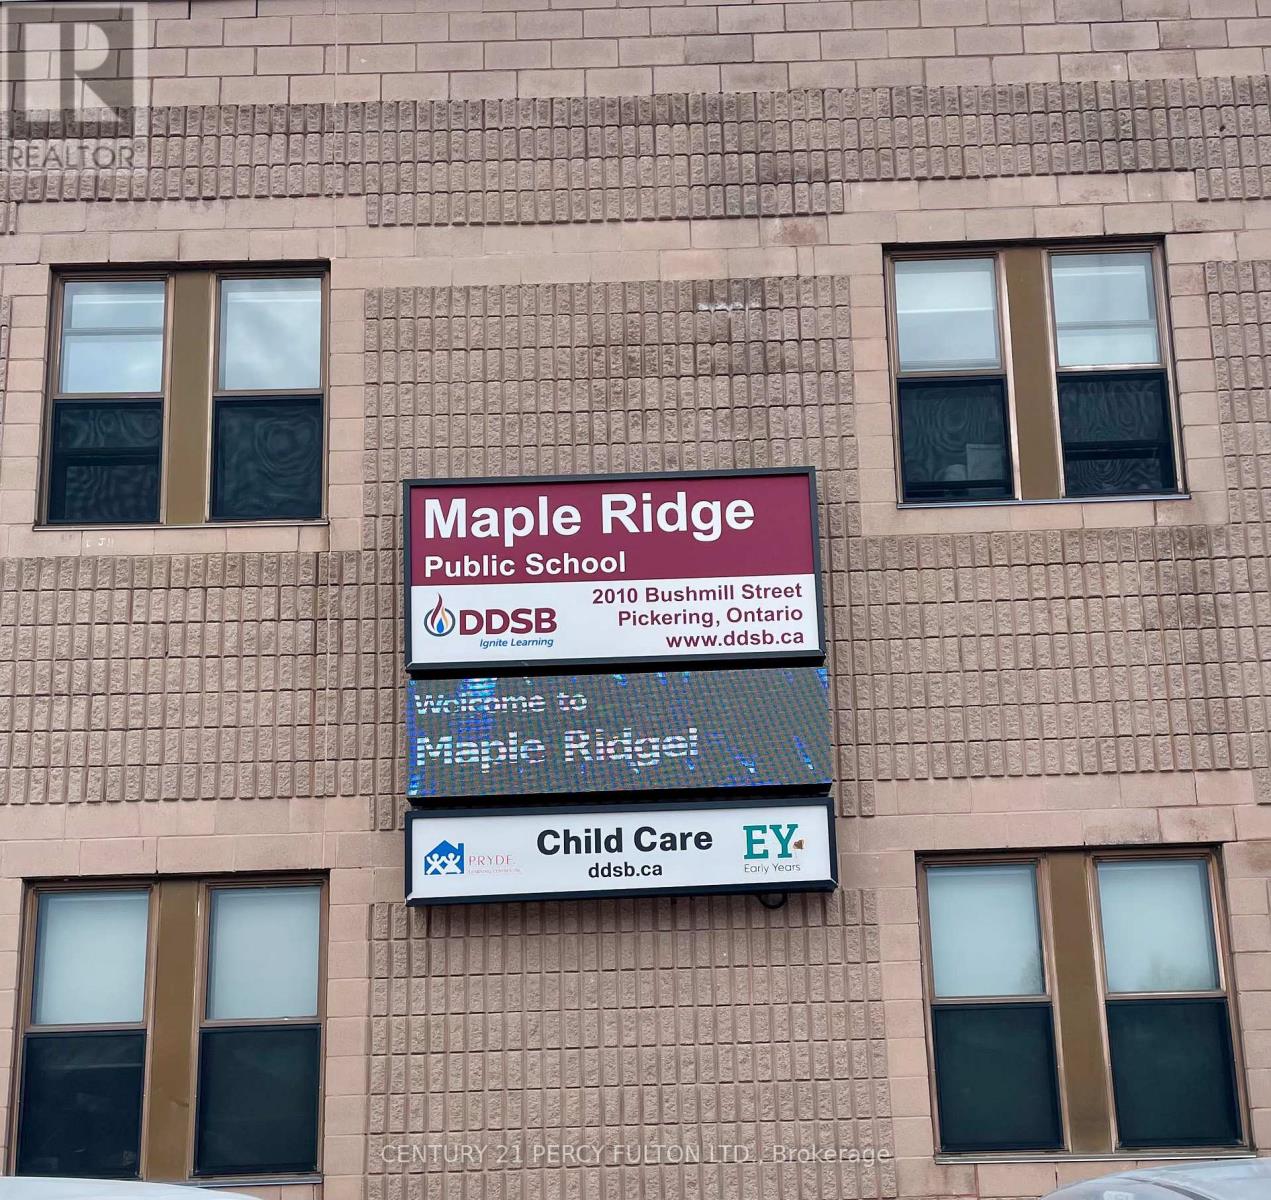 REALTOR
Maple Ridge
Public School
DDSB
Ignite Learning
2010 Bushmill Street
Pickering, Ontario
www.ddsb.ca
Welcome to
Maple Ridge!
PRYDE
Child Care
ddsb.ca
EY
Early Years
CENTURY 21 PERCY FULTON LTD., Brokerage